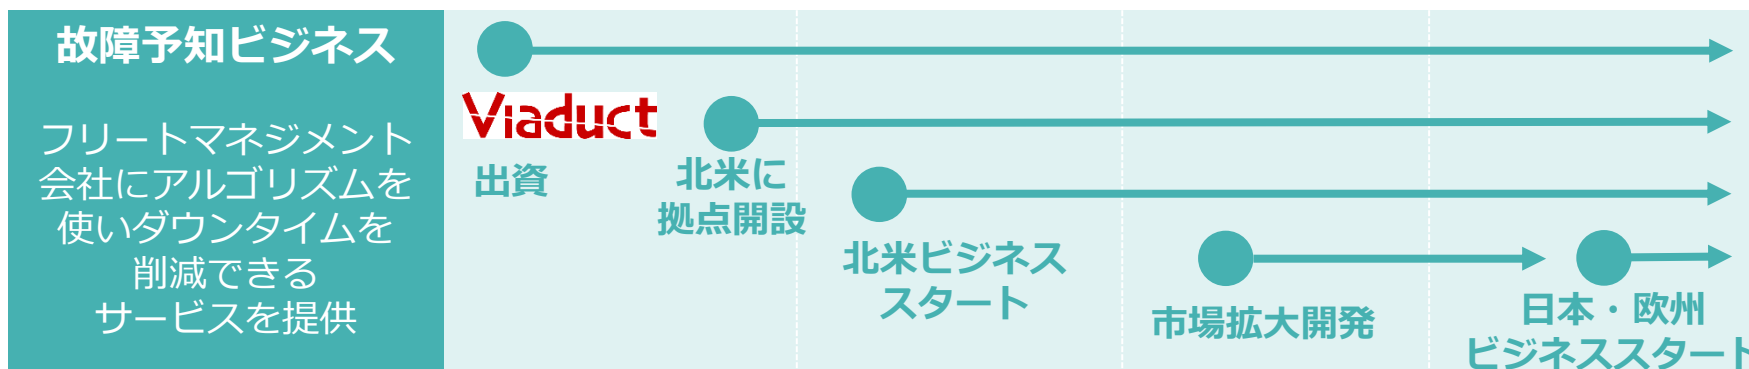 故障予知ビジネス
フリートマネジメント
会社にアルゴリズムを
使いダウンタイムを
削減できる
サービスを提供
Viaduct
出資
北米に
拠点開設
北米ビジネス
スタート
市場拡大開発
日本・欧州
ビジネススタート